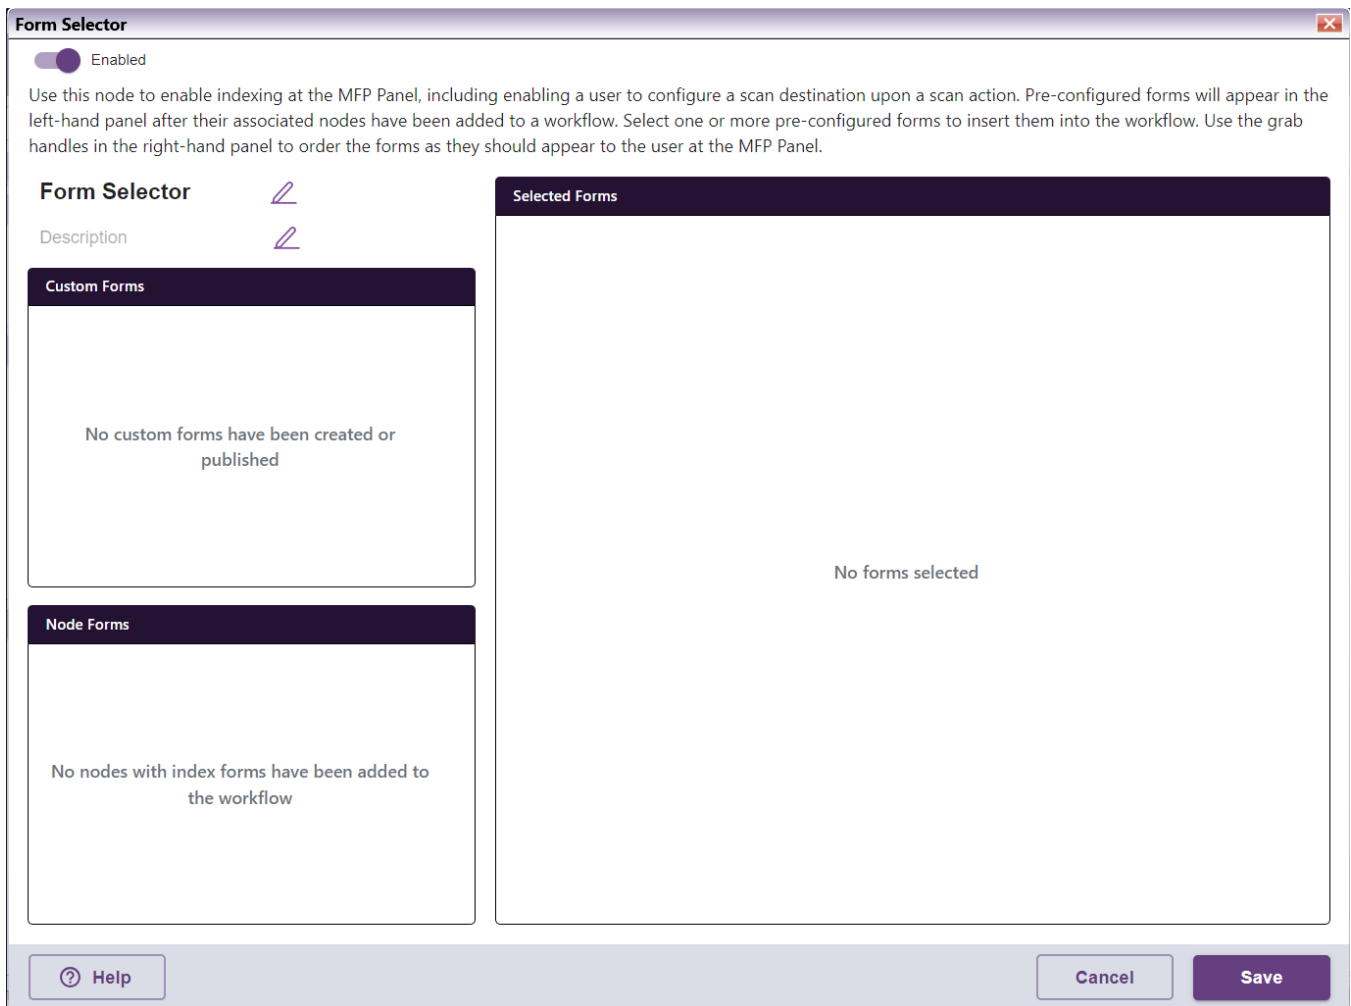 Form Selector
Enabled
Use this node to enable indexing at the MFP Panel, including enabling a user to configure a scan destination upon a scan action. Pre-configured forms will appear in the
left-hand panel after their associated nodes have been added to a workflow. Select one or more pre-configured forms to insert them into the workflow. Use the grab
handles in the right-hand panel to order the forms as they should appear to the user at the MFP Panel.
Form Selector
Description
Custom Forms
No custom forms have been created or
published
Node Forms
No nodes with index forms have been added to
the workflow
Selected Forms
No forms selected
Help
Cancel
Save